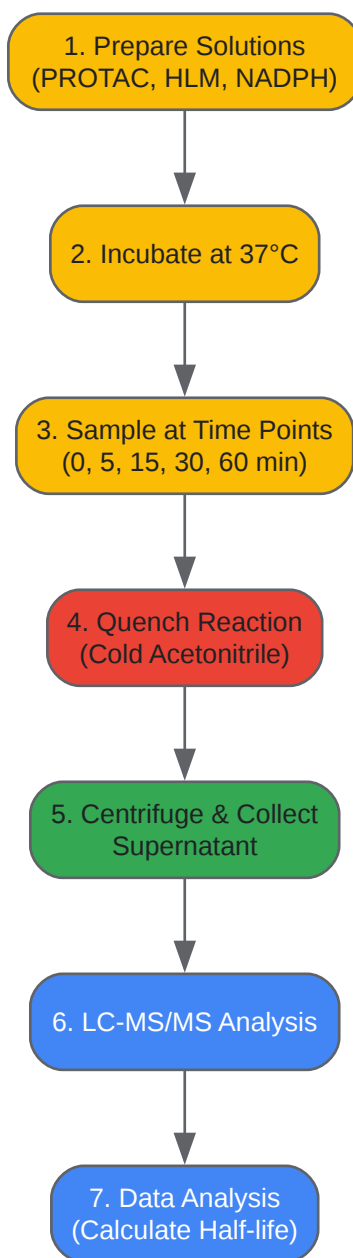 1. Prepare Solutions
(PROTAC, HLM, NADPH)
2. Incubate at 37°C
3. Sample at Time Points
(0, 5, 15, 30, 60 min)
4. Quench Reaction
(Cold Acetonitrile)
5. Centrifuge & Collect
Supernatant
6. LC-MS/MS Analysis
7. Data Analysis
(Calculate Half-life)